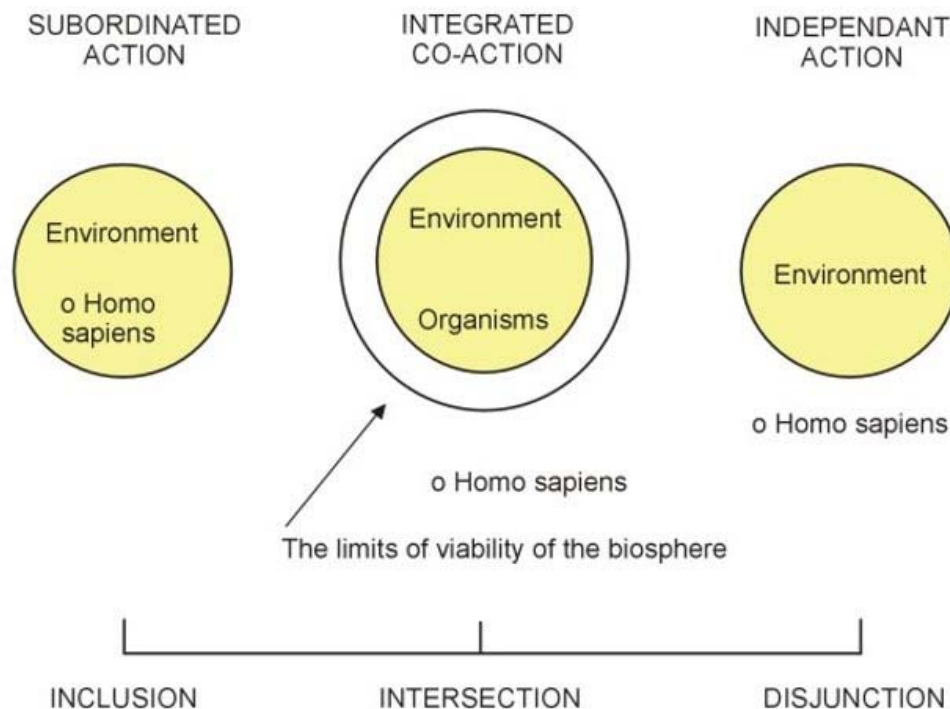 SUBORDINATED
ACTION
INTEGRATED
CO-ACTION
INDEPENDANT
ACTION
Environment
o Homo
sapiens
Environment
Organisms
Environment
o Homo sapiens
o Homo sapiens
The limits of viability of the biosphere
INCLUSION
INTERSECTION
DISJUNCTION